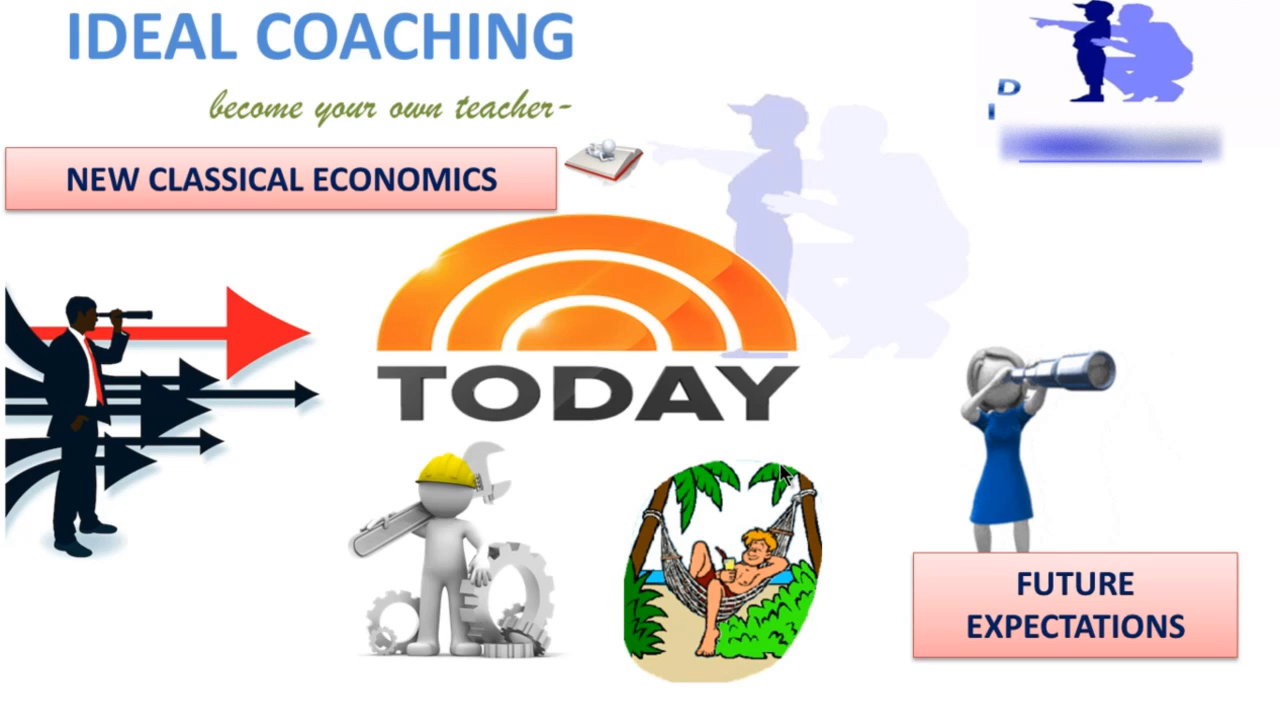 IDEAL COACHING
become your own teacher-
D
I
NEW CLASSICAL ECONOMICS
TODAY
FUTURE
EXPECTATIONS